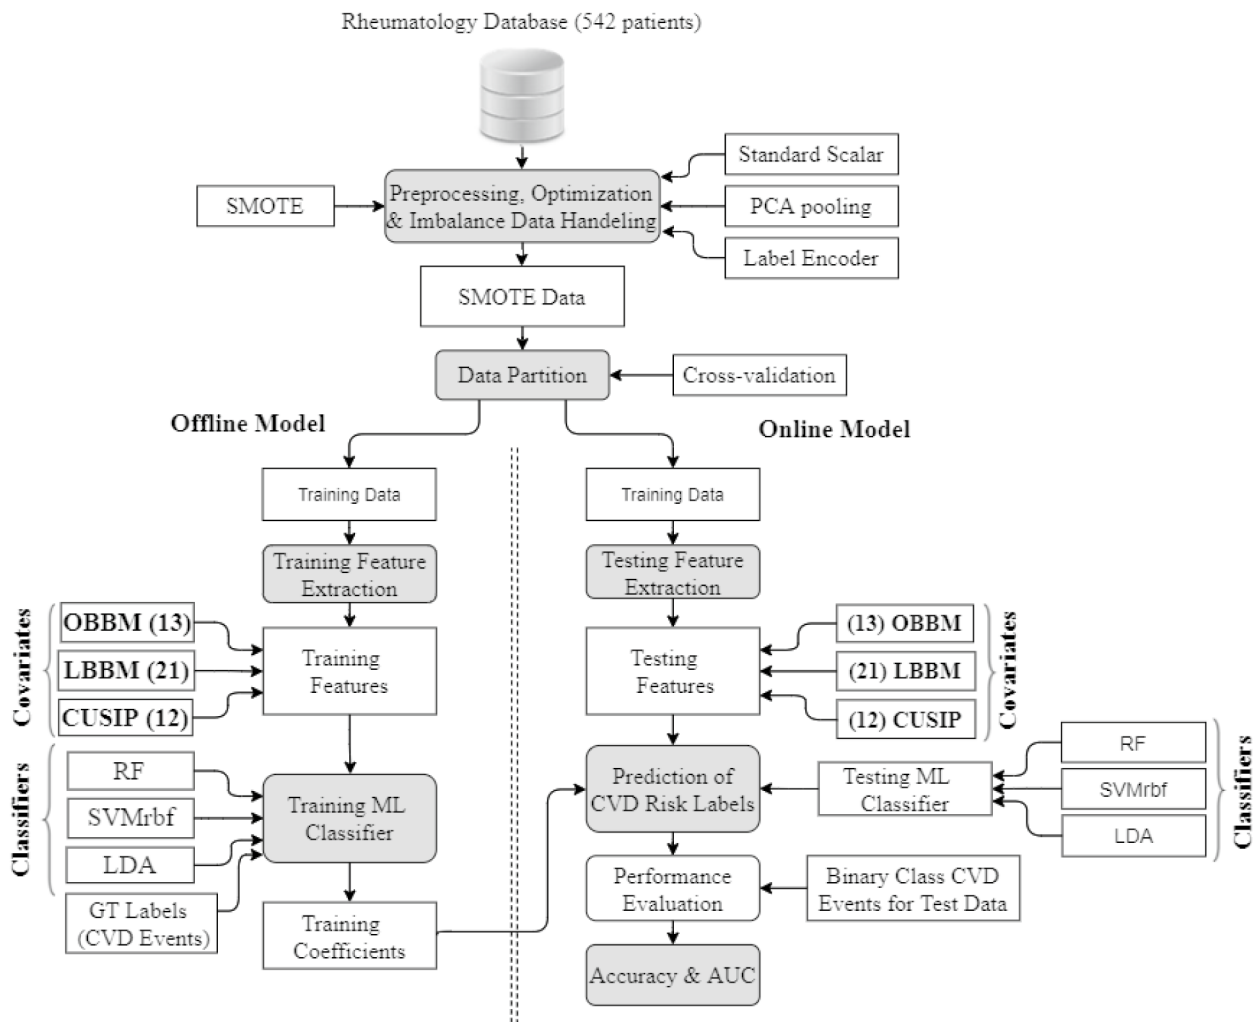 Rheumatology Database (542 patients)
Standard Scalar
Preprocessing, Optimization
& Imbalance Data Handeling
SMOTE
PCA pooling
Label Encoder
SMOTE Data
Data Partition
Cross-validation
Offline Model
Online Model
Training Data
Training Data
Training Feature
Extraction
Testing Feature
Extraction
Covariates
OBBM (13)
LBBM (21)
CUSIP (12)
Training
Features
Testing
Features
(13) OBBM
(21) LBBM
(12) CUSIP
Covariates
Classifiers
RF
SVMrbf
LDA
GT Labels
(CVD Events)
Training ML
Classifier
Training
Coefficients
Prediction of
CVD Risk Labels
Testing ML
Classifier
RF
SVMrbf
LDA
Classifiers
Performance
Evaluation
Binary Class CVD
Events for Test Data
Accuracy & AUC